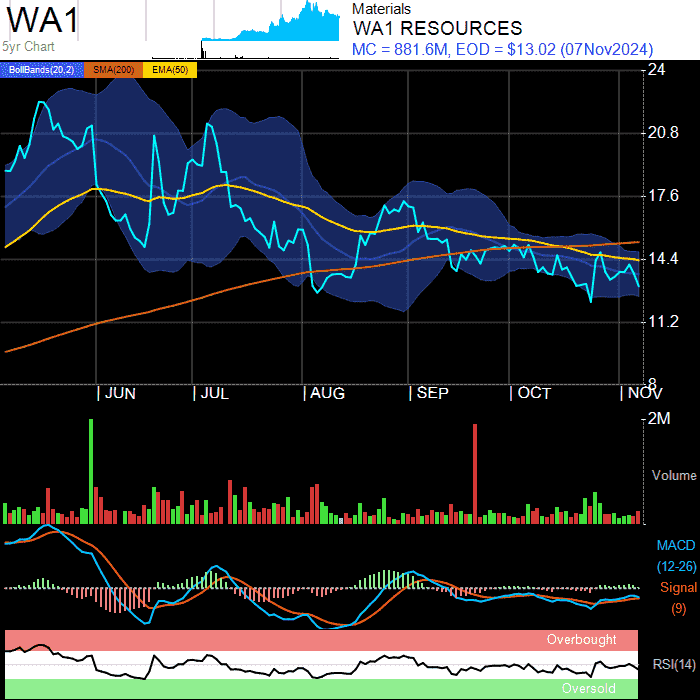 WA1
5yr Chart
Materials
WA1 RESOURCES
MC = 881.6M, EOD = $13.02 (07Nov2024)
BollBands(20,2) SMA(200) EMA(50)
24
20.8
17.6
14.4
11.2
8
JUN JUL AUG SEP OCT NOV
2M
Volume
MACD
(12-26)
Signal
(9)
Overbought
RSI(14)
Oversold